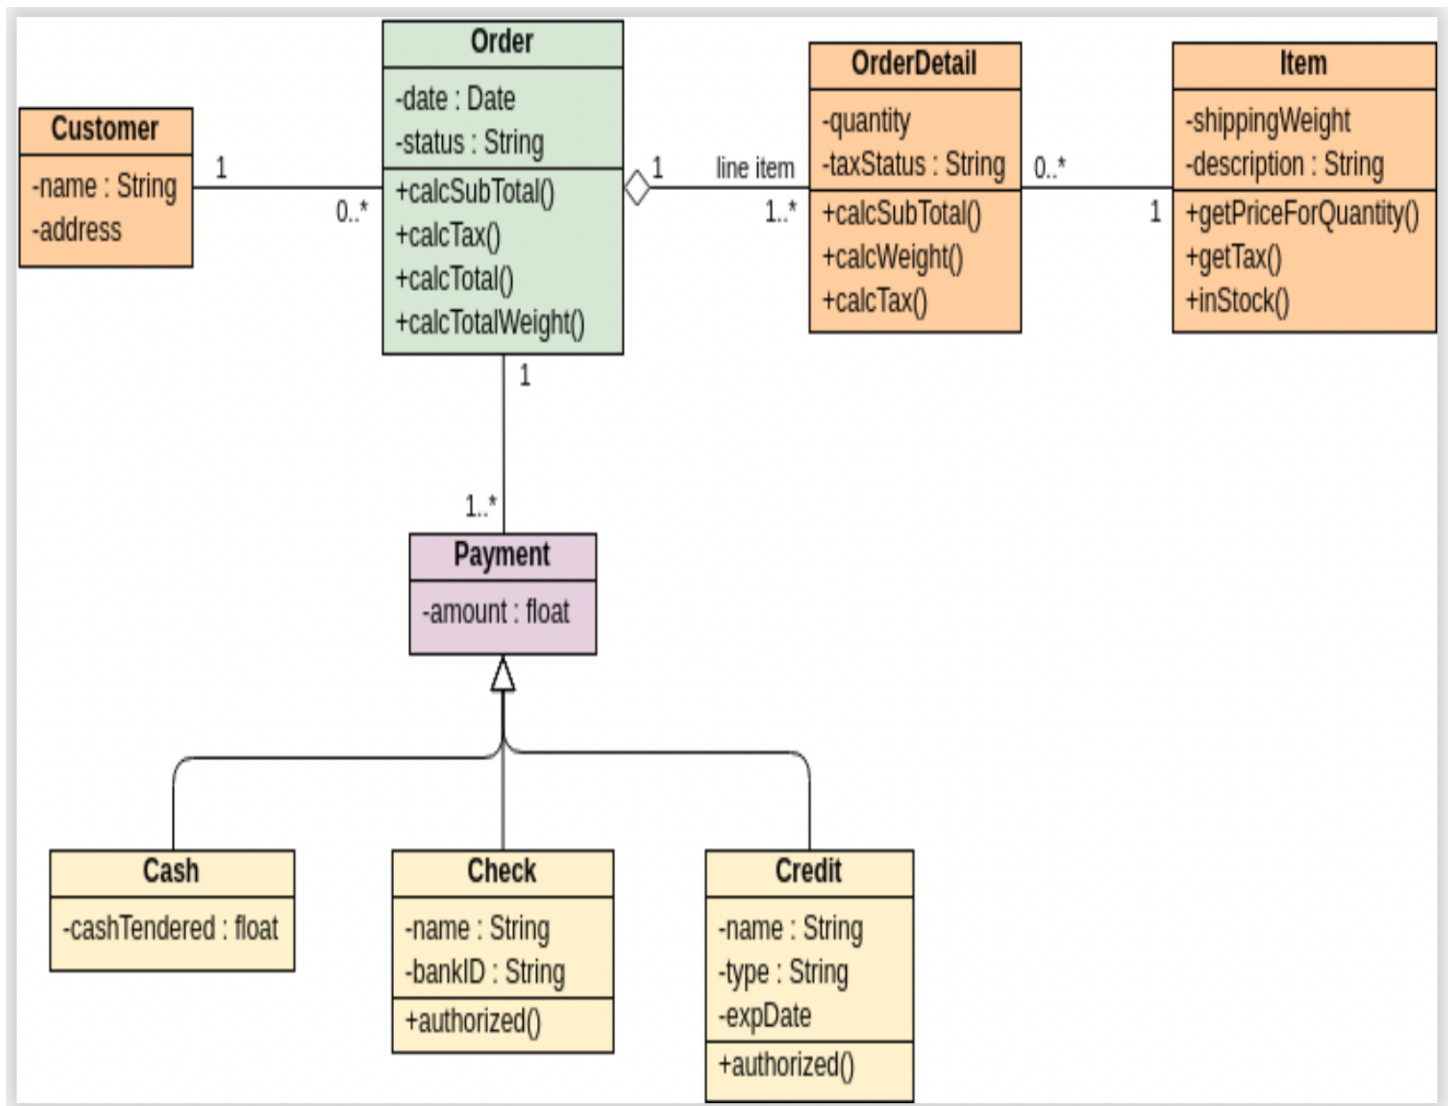 Customer
-name : String
-address
1
0..*
Order
-date : Date
-status : String
+calcSubTotal()
+calcTax()
+calcTotal()
+calcTotalWeight()
1
line item
1..*
OrderDetail
-quantity
-taxStatus : String
+calcSubTotal()
+calcWeight()
+calcTax()
0..*
1
Item
-shippingWeight
-description : String
+getPriceForQuantity()
+getTax()
+inStock()
1
1..*
Payment
-amount : float
Cash
-cashTendered : float
Check
-name : String
-bankID : String
+authorized()
Credit
-name : String
-type : String
-expDate
+authorized()